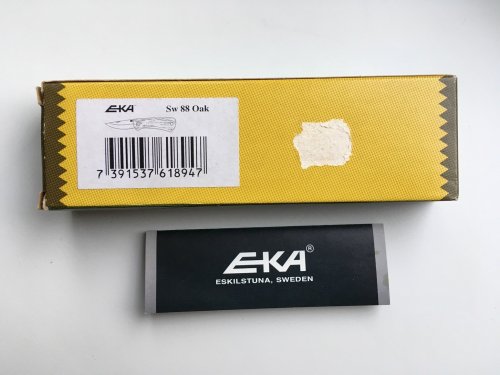 EKA Sw 88 Oak
7 391537 618947
EKA®
ESKILSTUNA, SWEDEN